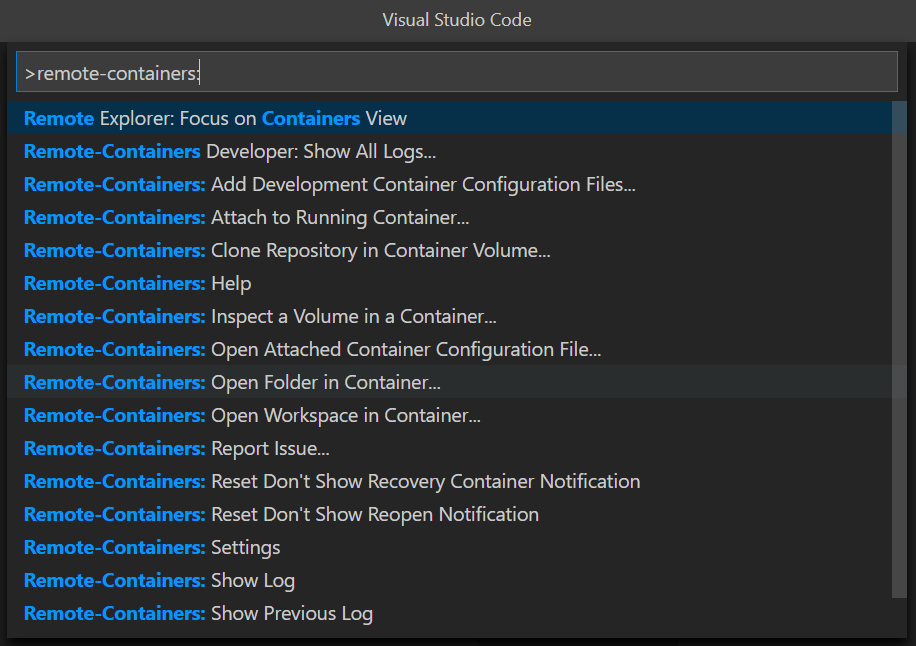 Visual Studio Code
>remote-containers:
Remote Explorer: Focus on Containers View
Remote-Containers Developer: Show All Logs...
Remote-Containers: Add Development Container Configuration Files...
Remote-Containers: Attach to Running Container...
Remote-Containers: Clone Repository in Container Volume...
Remote-Containers: Help
Remote-Containers: Inspect a Volume in a Container...
Remote-Containers: Open Attached Container Configuration File...
Remote-Containers: Open Folder in Container...
Remote-Containers: Open Workspace in Container...
Remote-Containers: Report Issue...
Remote-Containers: Reset Don't Show Recovery Container Notification
Remote-Containers: Reset Don't Show Reopen Notification
Remote-Containers: Settings
Remote-Containers: Show Log
Remote-Containers: Show Previous Log